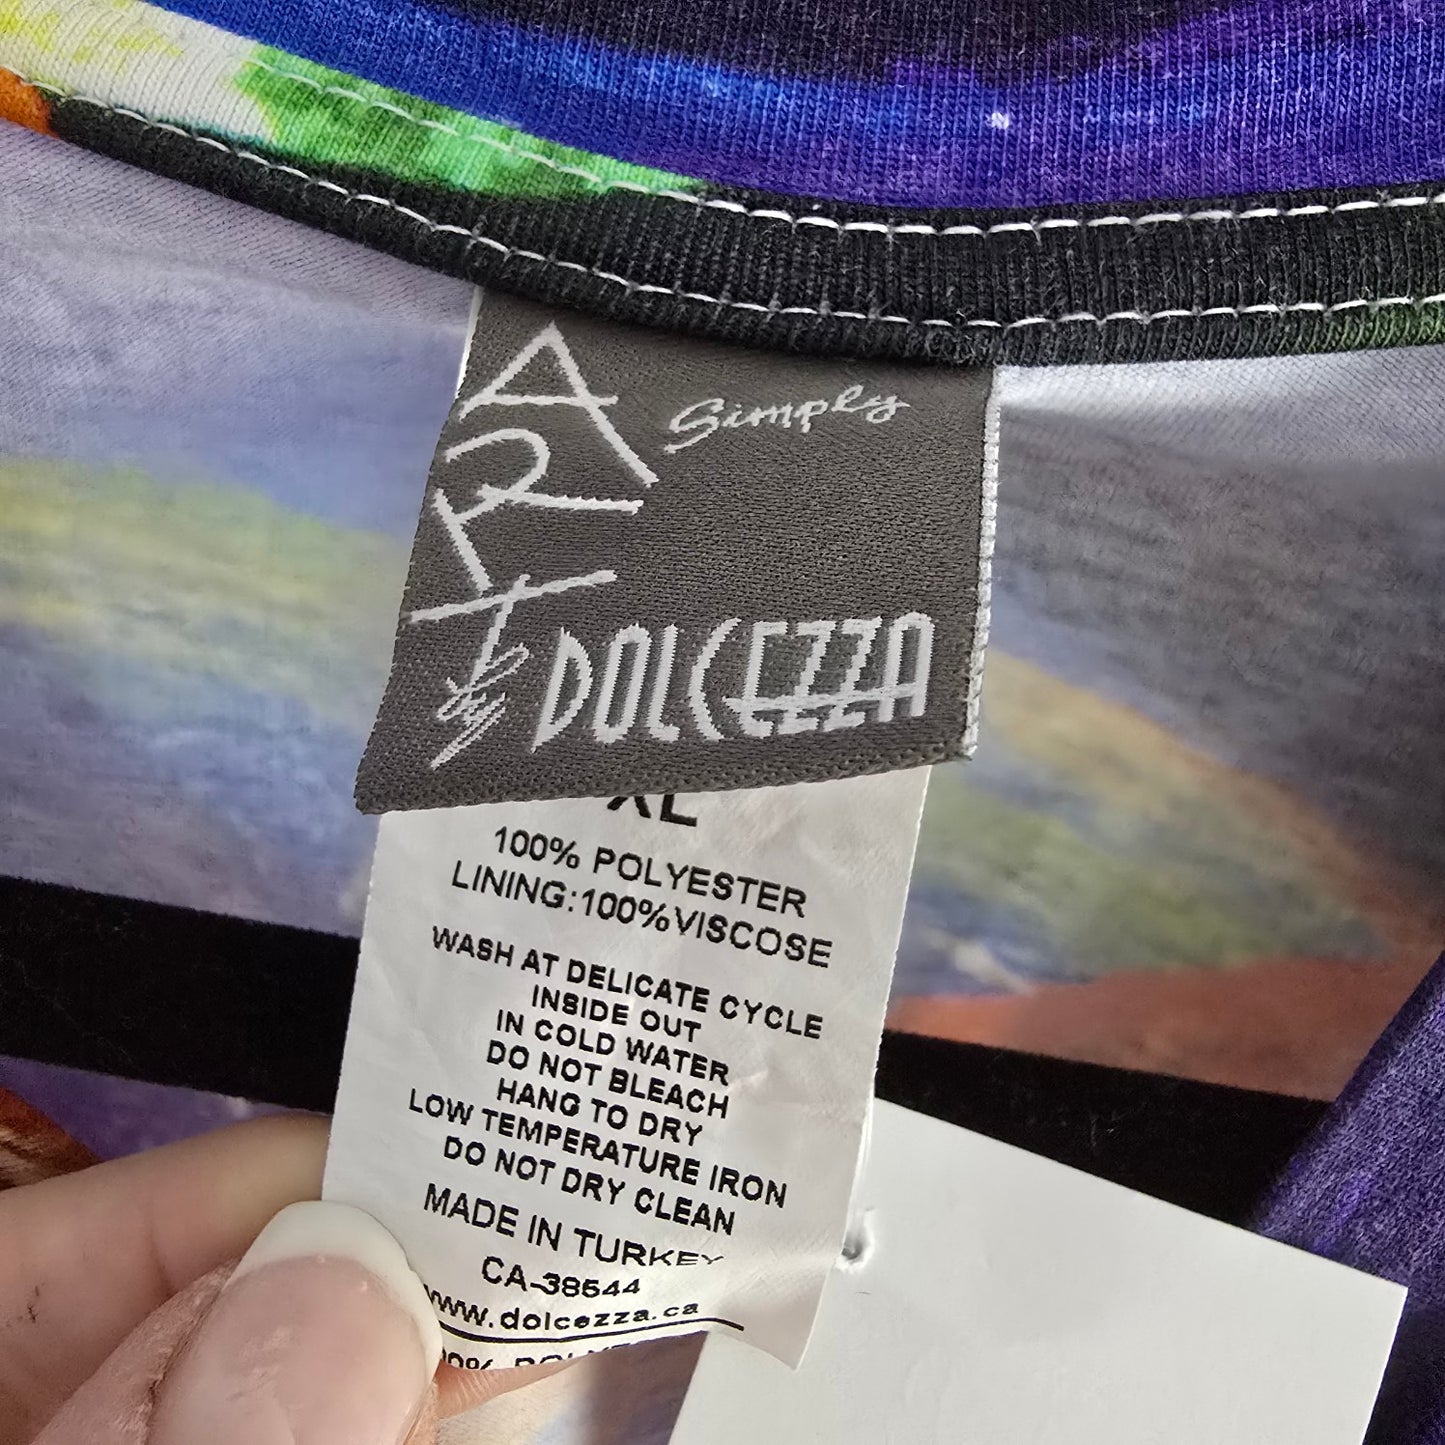 Simply
ART
by DOLCEZZA
XL
100% POLYESTER
LINING:100%VISCOSE
WASH AT DELICATE CYCLE
INSIDE OUT
IN COLD WATER
DO NOT BLEACH
HANG TO DRY
LOW TEMPERATURE IRON
DO NOT DRY CLEAN
MADE IN TURKEY
CA-38544
www.dolcezza.ca